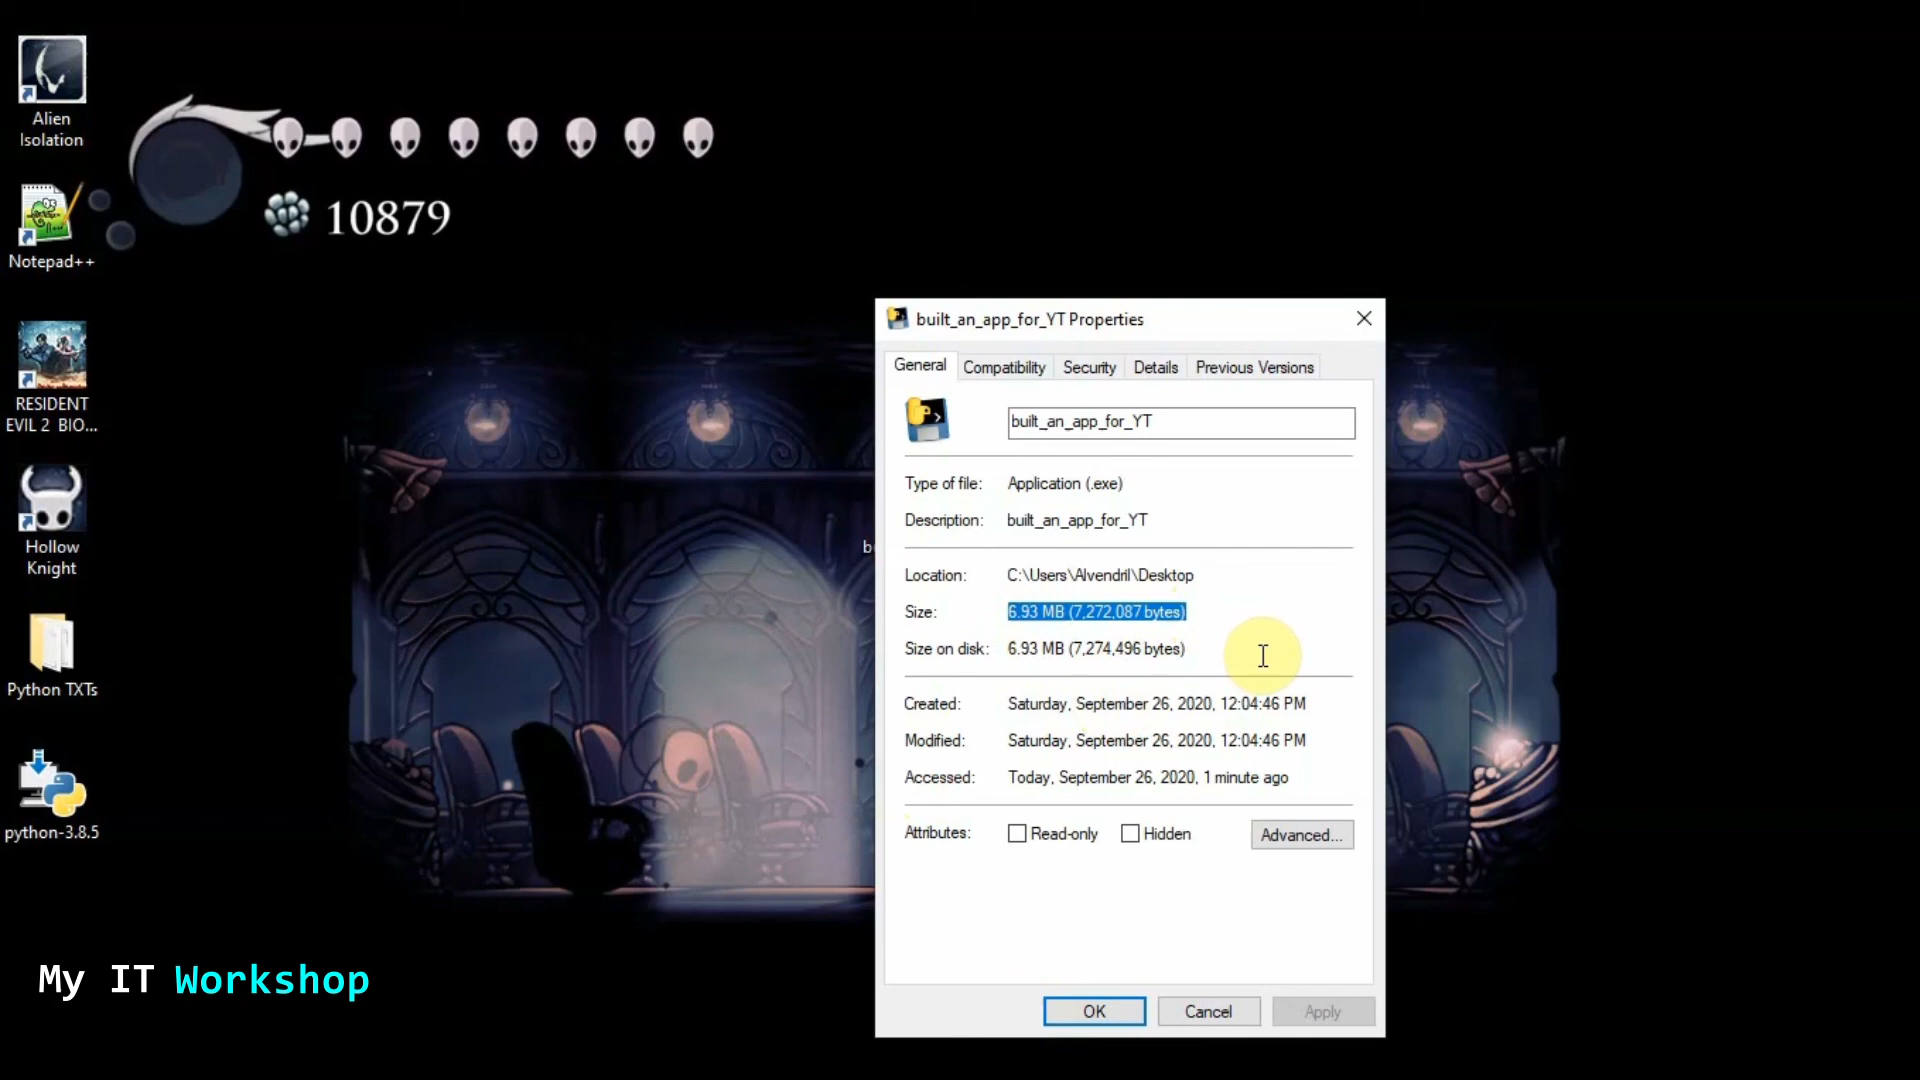 Alien
Isolation
10879
Notepad++
RESIDENT
EVIL 2 BIO...
Hollow
Knight
Python TXTs
python-3.8.5
built_an_app_for_YT Properties
General Compatibility Security Details Previous Versions
built_an_app_for_YT
Type of file: Application (.exe)
Description: built_an_app_for_YT
Location: C:\Users\Alvendril\Desktop
Size: 6.93 MB (7,272,087 bytes)
Size on disk: 6.93 MB (7,274,496 bytes)
Created: Saturday, September 26, 2020, 12:04:46 PM
Modified: Saturday, September 26, 2020, 12:04:46 PM
Accessed: Today, September 26, 2020, 1 minute ago
Attributes: Read-only Hidden Advanced...
OK Cancel Apply
My IT Workshop